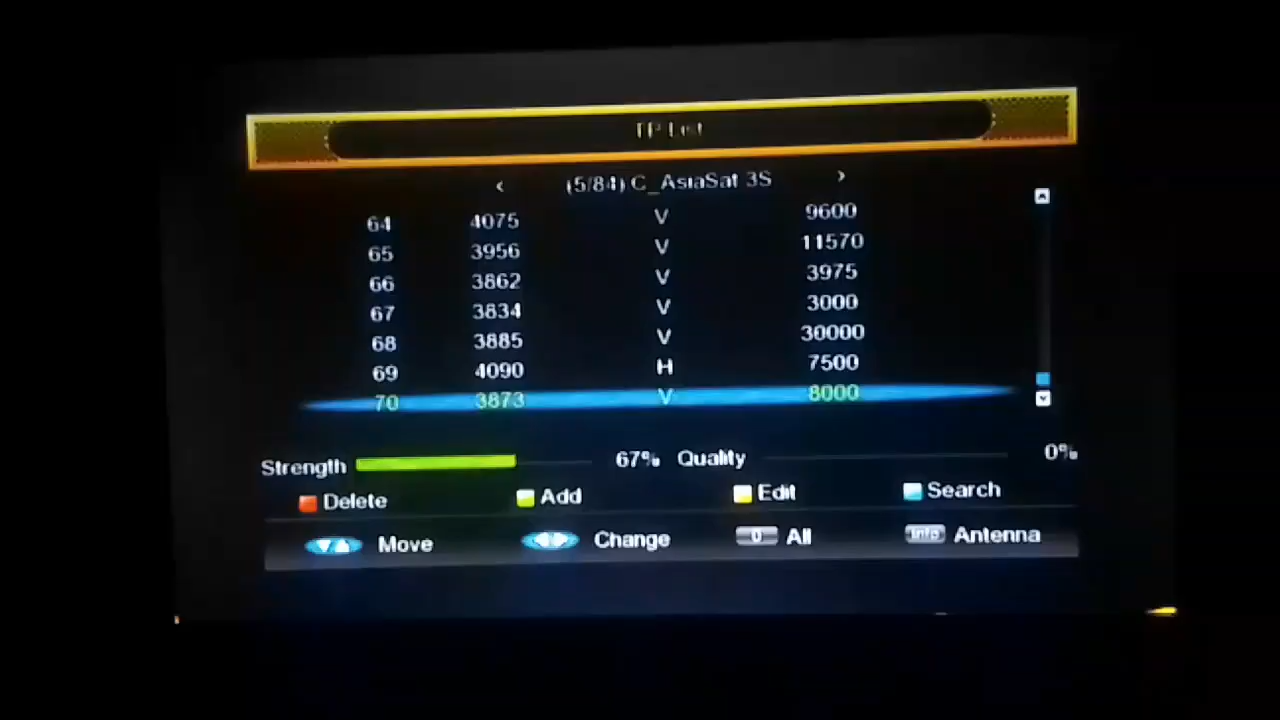 TP List
(5/84) C_AsiaSat 3S
64 4075 V 9600
65 3956 V 11570
66 3862 V 3975
67 3834 V 3000
68 3885 V 30000
69 4090 H 7500
70 3873 V 8000
Strength 67% Quality 0%
Delete Add Edit Search
Move Change 0 All Info Antenna